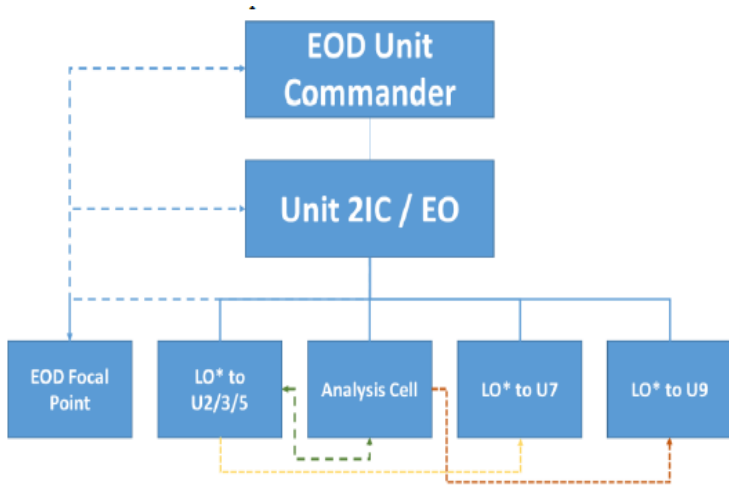 EOD Unit
Commander
Unit 2IC / EO
EOD Focal
Point
LO* to
U2/3/5
Analysis Cell
LO* to U7
LO* to U9